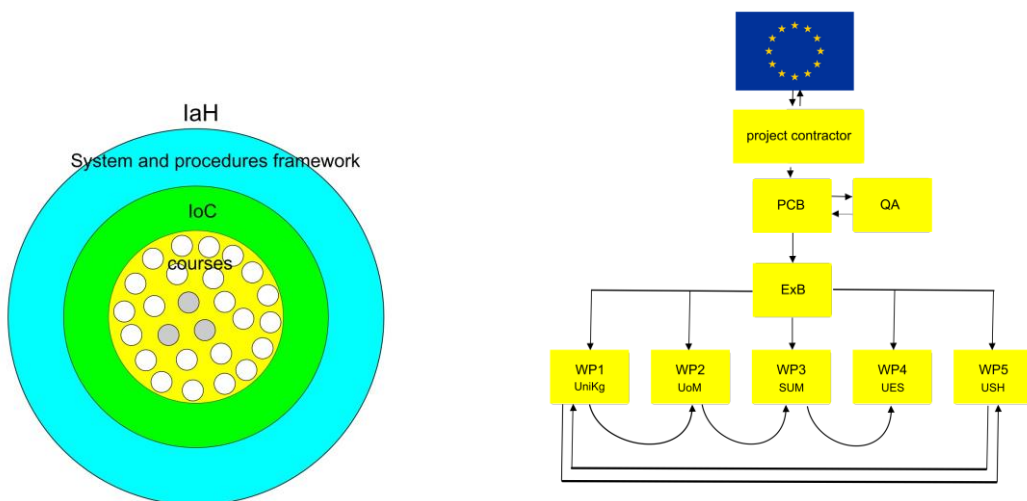 IaH
System and procedures framework
IoC
courses
project contractor
PCB
QA
ExB
WP1
UniKg
WP2
UoM
WP3
SUM
WP4
UES
WP5
USH